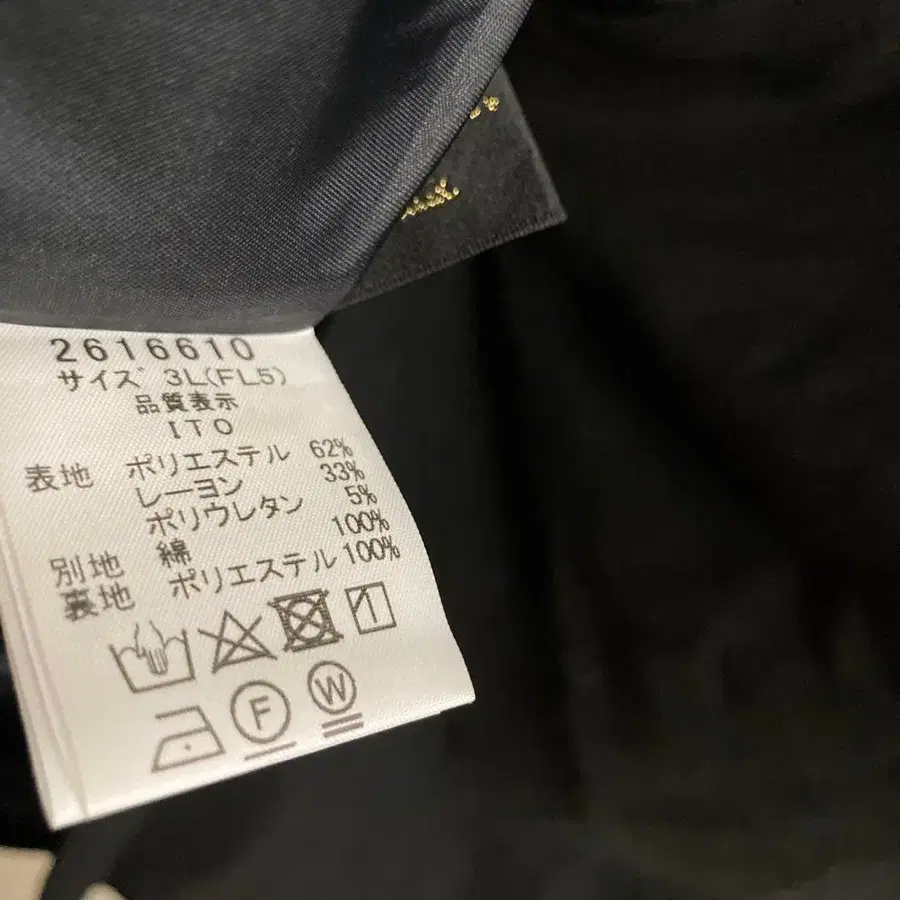 2616610
サイズ 3L(FL5)
品質表示
ITO
表地 ポリエステル 62%
レーヨン 33%
ポリウレタン 5%
別地 綿 100%
裏地 ポリエステル 100%
F W